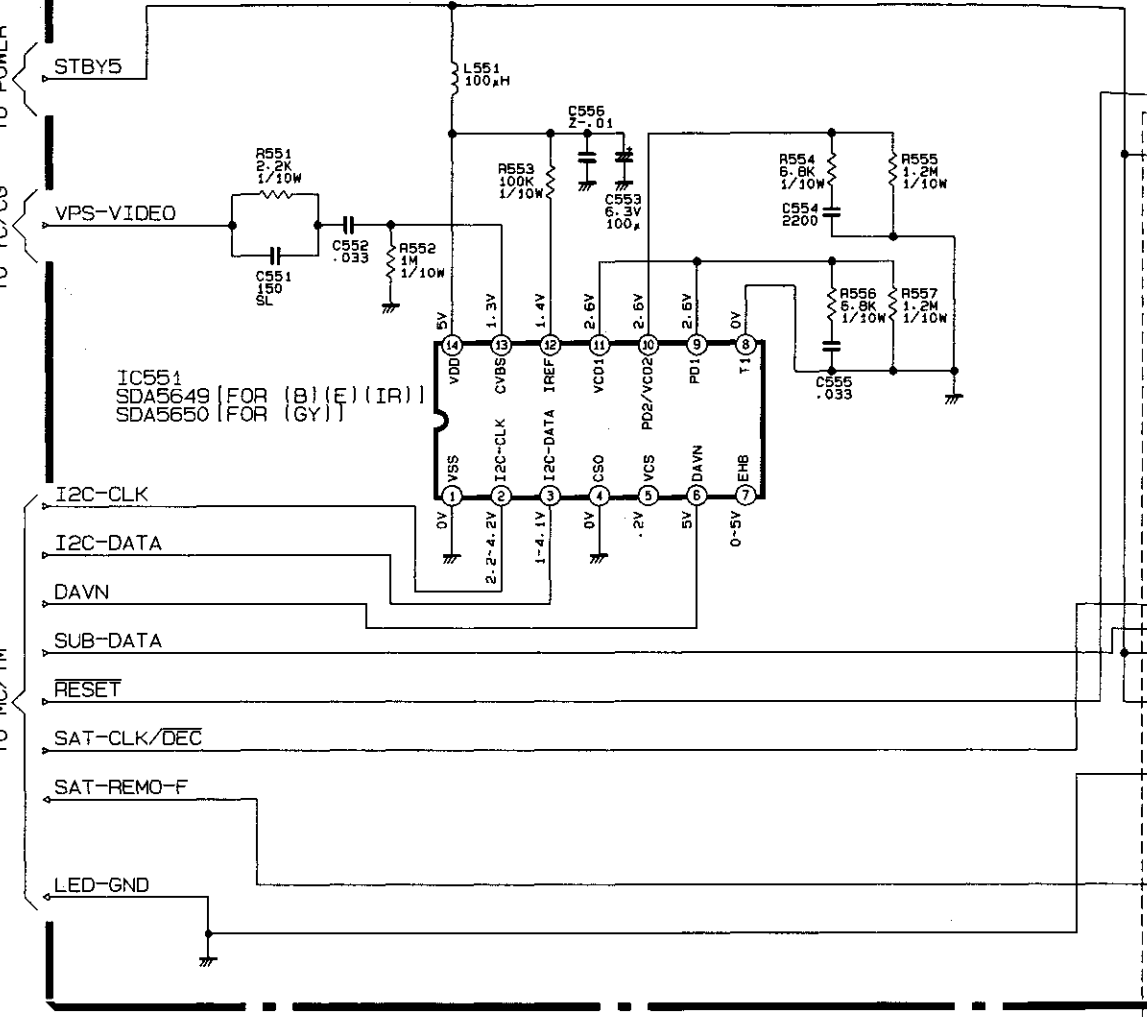 TO POWER
STBY5
L551
100μH
C556
Z-.01
R551
2.2K
1/10W
R553
100K
1/10W
C553
6.3V
100μ
R554
6.8K
1/10W
R555
1.2M
1/10W
C554
2200
VPS-VIDEO
C552
.033
R552
1M
1/10W
C551
150
SL
R556
6.8K
1/10W
R557
1.2M
1/10W
C555
.033
5V
1.3V
1.4V
2.6V
2.6V
2.6V
0V
14
13
12
11
10
9
8
VDD
CVBS
IREF
VCO1
PD2/VCO2
PD1
T1
IC551
SDA5649 [FOR (B)(E)(IR)]
SDA5650 [FOR (GY)]
VSS
I2C-CLK
I2C-DATA
CSO
VCS
DAVN
EHB
1
2
3
4
5
6
7
0V
2.2~4.2V
1~4.1V
0V
.2V
5V
0~5V
I2C-CLK
I2C-DATA
DAVN
SUB-DATA
RESET
SAT-CLK/DEC
SAT-REMO-F
LED-GND